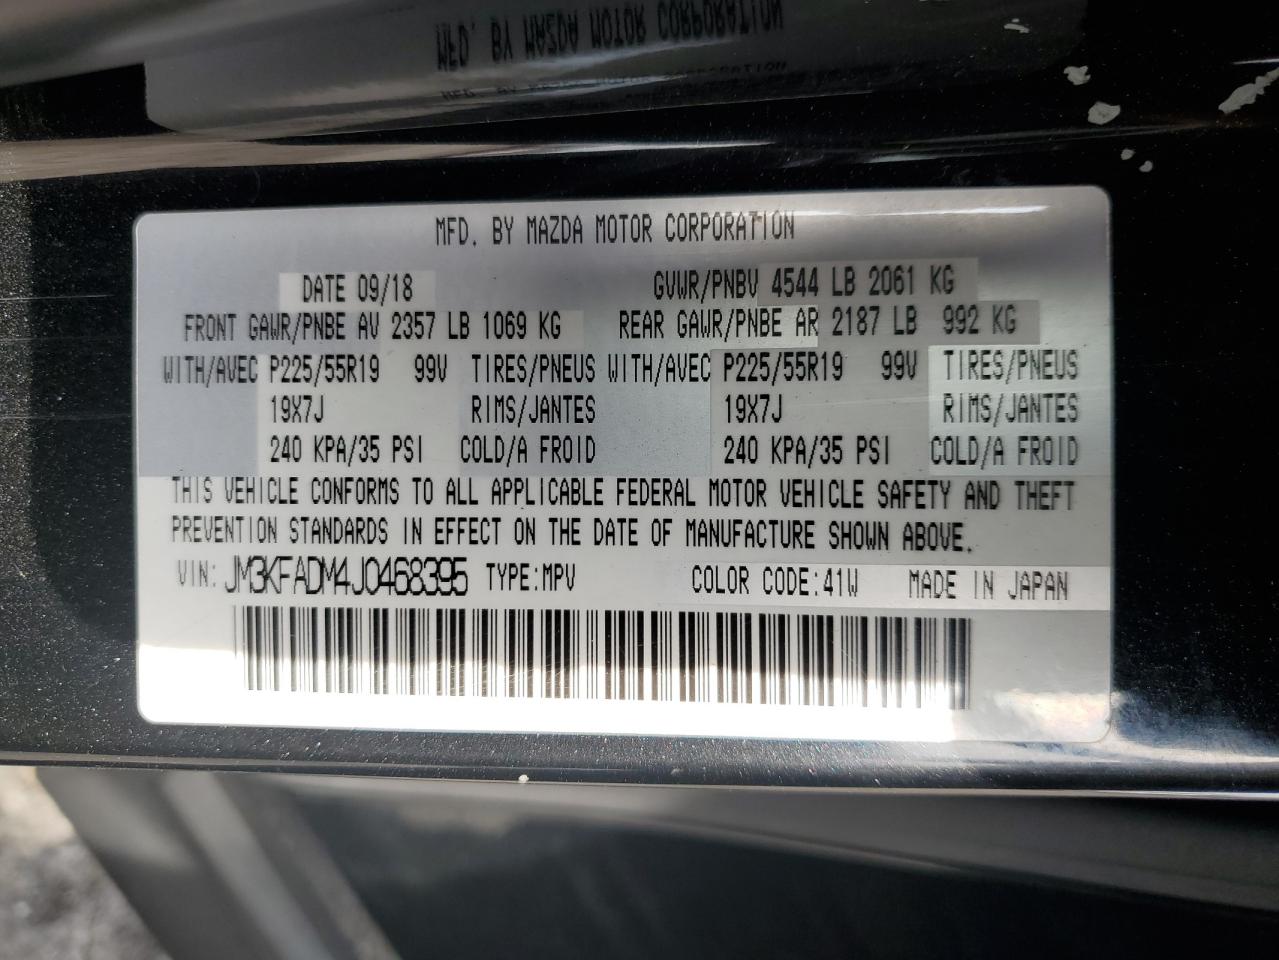 MFD. BY MAZDA MOTOR CORPORATION
MFD. BY MAZDA MOTOR CORPORATION
DATE 09/18 GVWR/PNBV 4544 LB 2061 KG
FRONT GAWR/PNBE AV 2357 LB 1069 KG REAR GAWR/PNBE AR 2187 LB 992 KG
WITH/AVEC P225/55R19 99V TIRES/PNEUS WITH/AVEC P225/55R19 99V TIRES/PNEUS
19X7J RIMS/JANTES 19X7J RIMS/JANTES
240 KPA/35 PSI COLD/A FROID 240 KPA/35 PSI COLD/A FROID
THIS VEHICLE CONFORMS TO ALL APPLICABLE FEDERAL MOTOR VEHICLE SAFETY AND THEFT
PREVENTION STANDARDS IN EFFECT ON THE DATE OF MANUFACTURE SHOWN ABOVE.
VIN: JM3KFADM4J0468395 TYPE:MPV COLOR CODE:41W MADE IN JAPAN